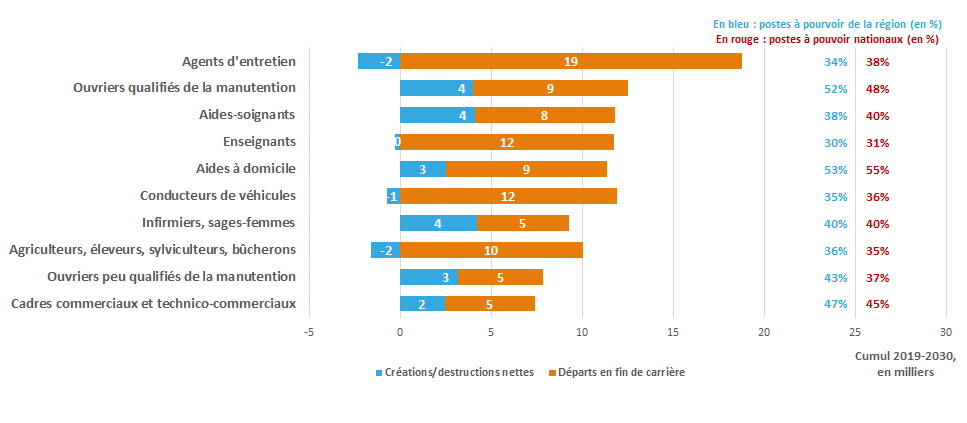 En bleu : postes à pourvoir de la région (en %)
En rouge : postes à pouvoir nationaux (en %)
Agents d'entretien -2 19 34% 38%
Ouvriers qualifiés de la manutention 4 9 52% 48%
Aides-soignants 4 8 38% 40%
Enseignants 0 12 30% 31%
Aides à domicile 3 9 53% 55%
Conducteurs de véhicules -1 12 35% 36%
Infirmiers, sages-femmes 4 5 40% 40%
Agriculteurs, éleveurs, sylviculteurs, bûcherons -2 10 36% 35%
Ouvriers peu qualifiés de la manutention 3 5 43% 37%
Cadres commerciaux et technico-commerciaux 2 5 47% 45%
-5 0 5 10 15 20 25 30
Cumul 2019-2030,
en milliers
Créations/destructions nettes Départs en fin de carrière